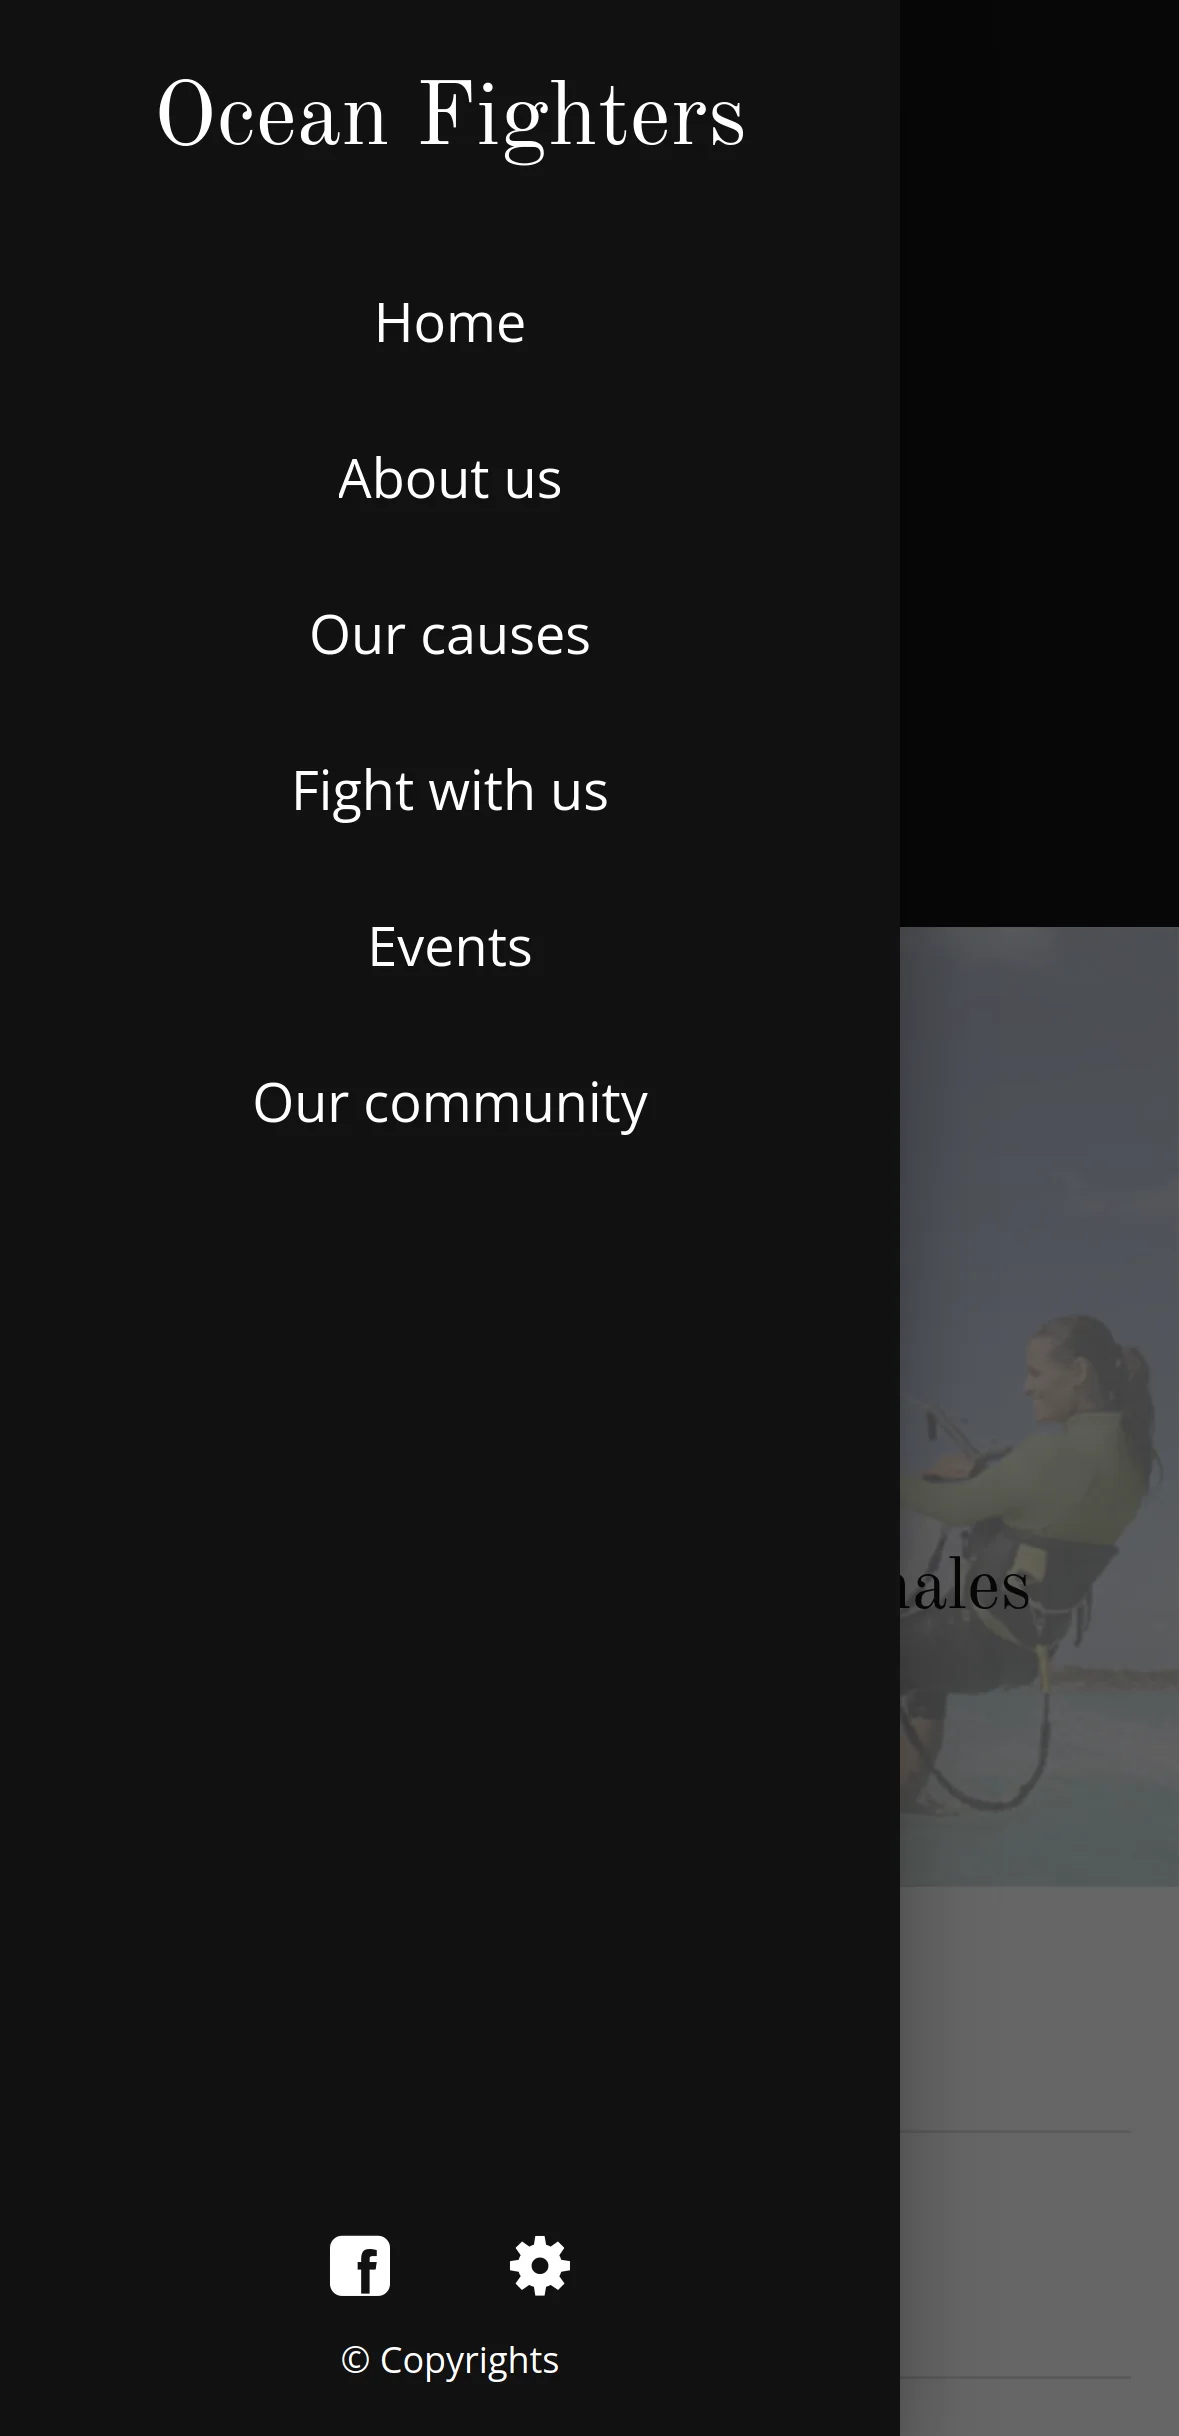 Ocean Fighters
Home
About us
Our causes
Fight with us
Events
Our community
ales
© Copyrights